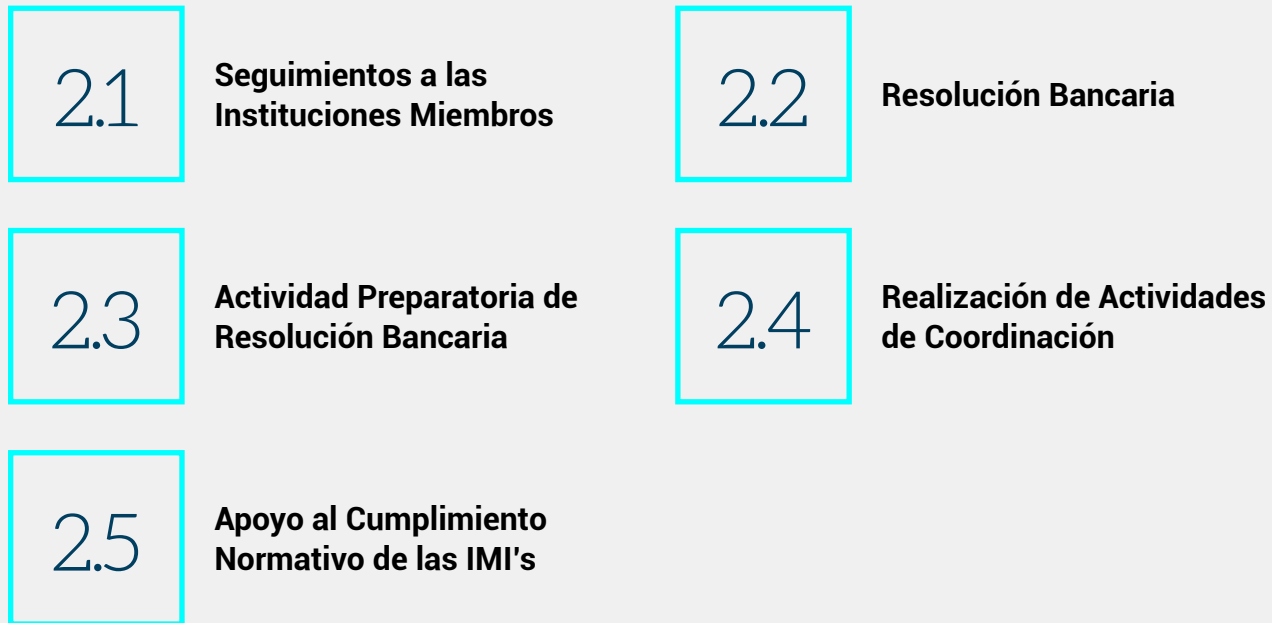 2.1
Seguimientos a las
Instituciones Miembros
2.2
Resolución Bancaria
2.3
Actividad Preparatoria de
Resolución Bancaria
2.4
Realización de Actividades
de Coordinación
2.5
Apoyo al Cumplimiento
Normativo de las IMI's